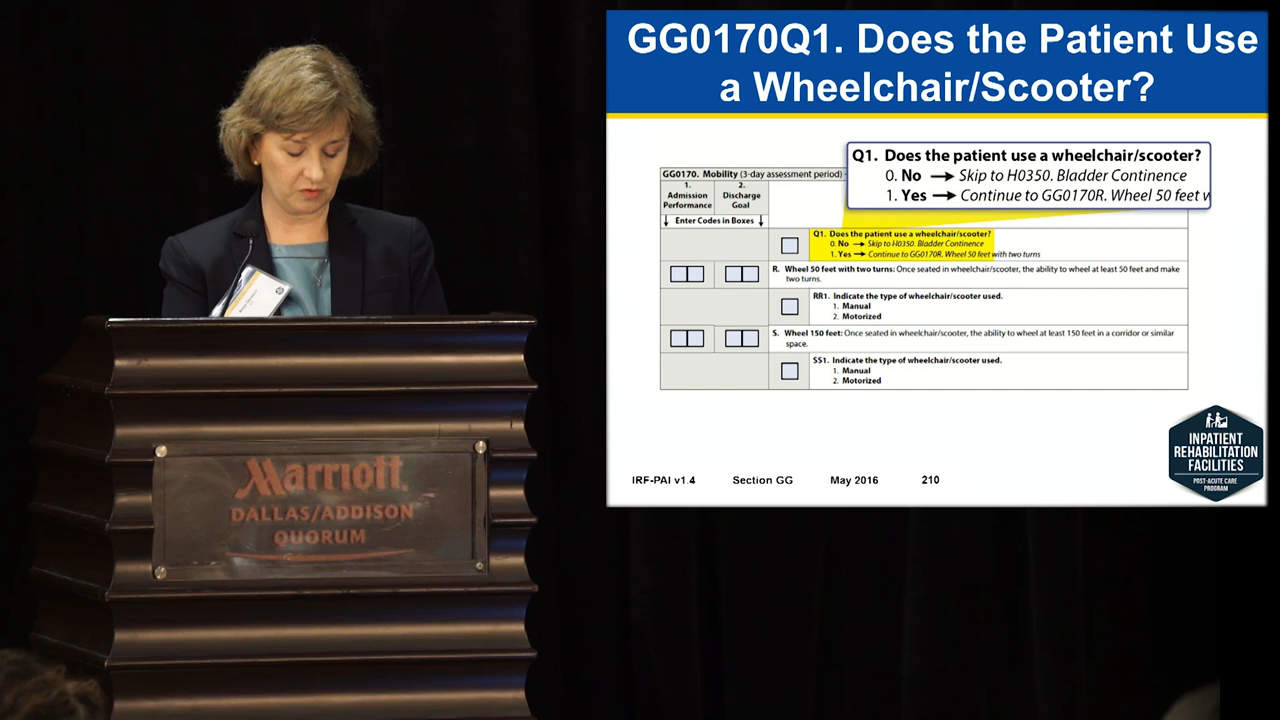 GG0170Q1. Does the Patient Use
a Wheelchair/Scooter?
Q1. Does the patient use a wheelchair/scooter?
0. No → Skip to H0350. Bladder Continence
1. Yes → Continue to GG0170R. Wheel 50 feet w
GG0170. Mobility (3-day assessment period)
1.
Admission
Performance
2.
Discharge
Goal
↓ Enter Codes in Boxes ↓
Q1. Does the patient use a wheelchair/scooter?
0. No → Skip to H0350. Bladder Continence
1. Yes → Continue to GG0170R. Wheel 50 feet with two turns
R. Wheel 50 feet with two turns: Once seated in wheelchair/scooter, the ability to wheel at least 50 feet and make
two turns.
RR1. Indicate the type of wheelchair/scooter used.
1. Manual
2. Motorized
S. Wheel 150 feet: Once seated in wheelchair/scooter, the ability to wheel at least 150 feet in a corridor or similar
space.
SS1. Indicate the type of wheelchair/scooter used.
1. Manual
2. Motorized
INPATIENT
REHABILITATION
FACILITIES
POST-ACUTE CARE
PROGRAM
IRF-PAI v1.4 Section GG May 2016 210
Marriott
DALLAS/ADDISON
QUORUM